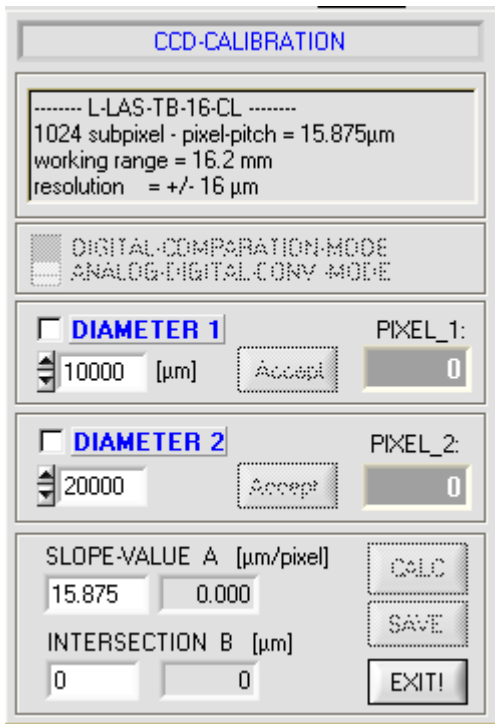 CCD-CALIBRATION
-------- L-LAS-TB-16-CL --------
1024 subpixel - pixel-pitch = 15.875µm
working range = 16.2 mm
resolution = +/- 16 µm
DIGITAL-COMPARATION-MODE
ANALOG-DIGITAL-CONV -MODE
DIAMETER 1 PIXEL_1:
10000 [µm] Accept 0
DIAMETER 2 PIXEL_2:
20000 Accept 0
SLOPE-VALUE A [µm/pixel] CALC
15.875 0.000
SAVE
INTERSECTION B [µm]
0 0 EXIT!